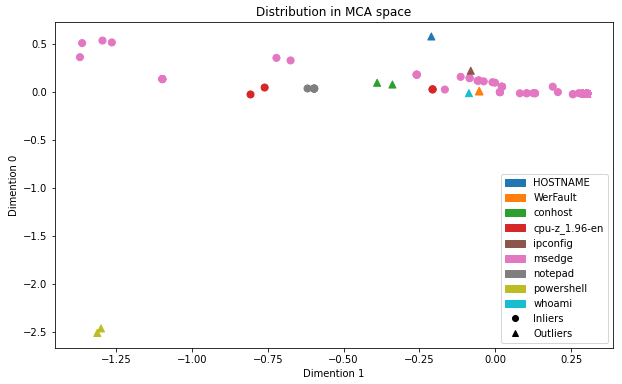 Distribution in MCA space
Dimention 0
0.5
0.0
−0.5
−1.0
−1.5
−2.0
−2.5
HOSTNAME
WerFault
conhost
cpu-z_1.96-en
ipconfig
msedge
notepad
powershell
whoami
Inliers
Outliers
−1.25 −1.00 −0.75 −0.50 −0.25 0.00 0.25
Dimention 1